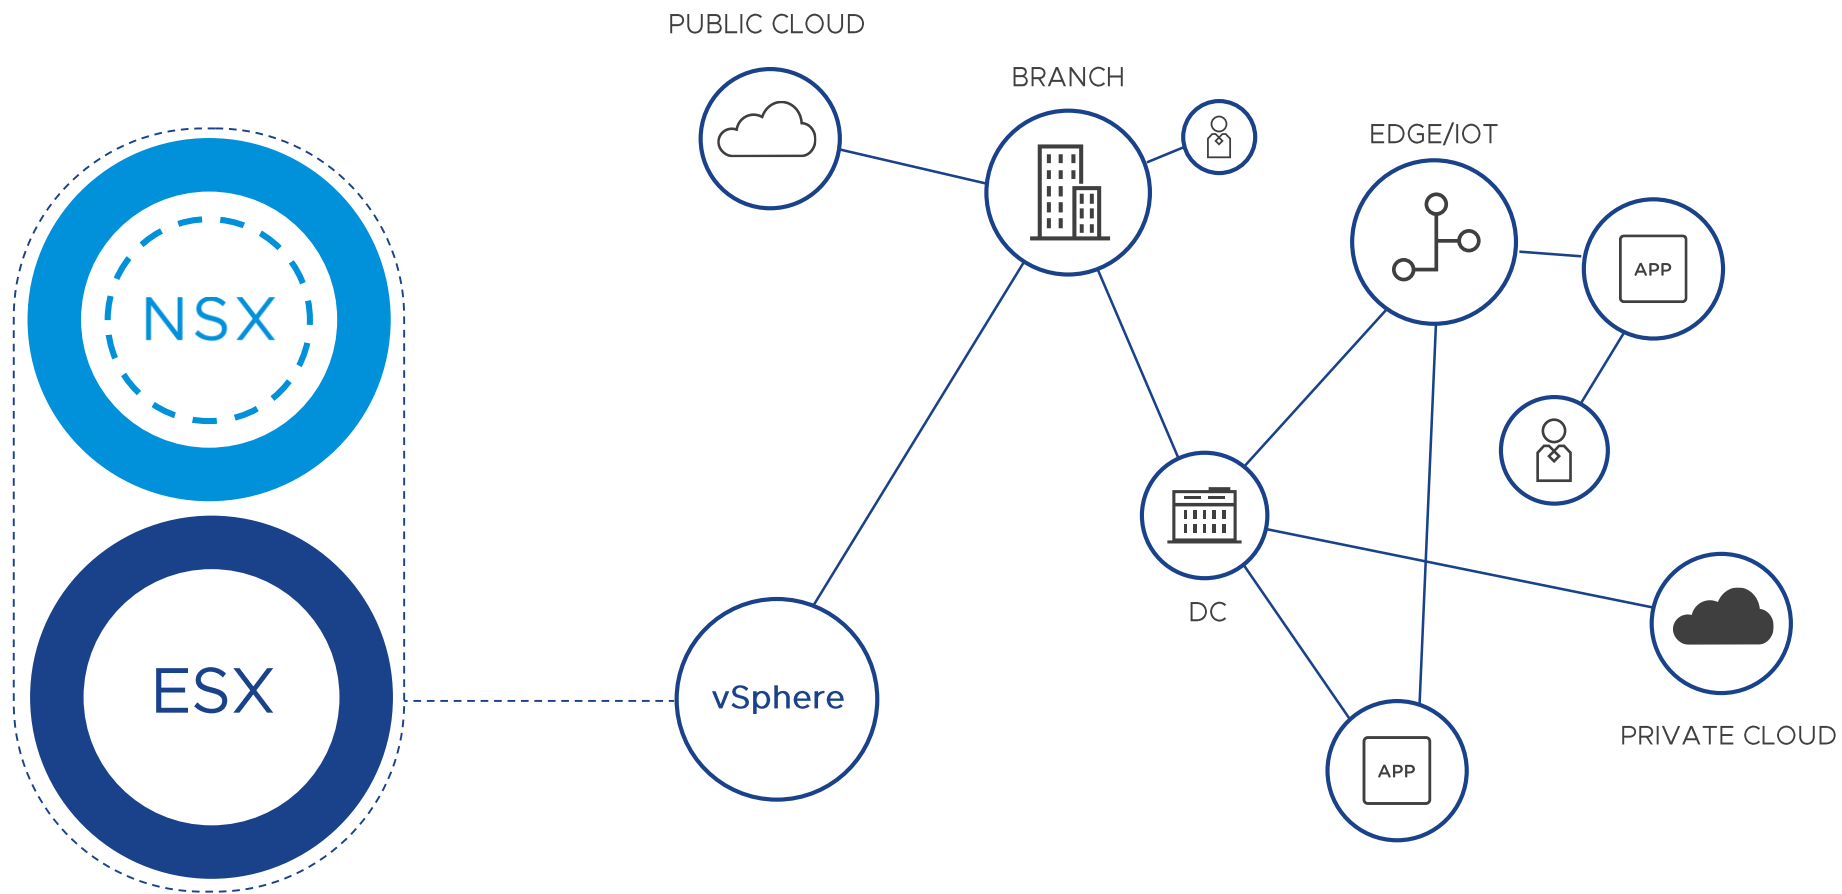 PUBLIC CLOUD
BRANCH
EDGE/IOT
NSX
APP
DC
ESX
vSphere
PRIVATE CLOUD
APP